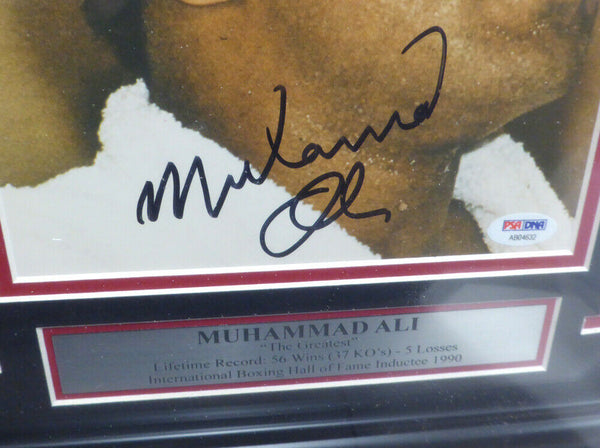 Muhammad
Ali
PSA DNA
AB04632
MUHAMMAD ALI
"The Greatest"
Lifetime Record: 56 Wins (37 KO's) - 5 Losses
International Boxing Hall of Fame Inductee 1990